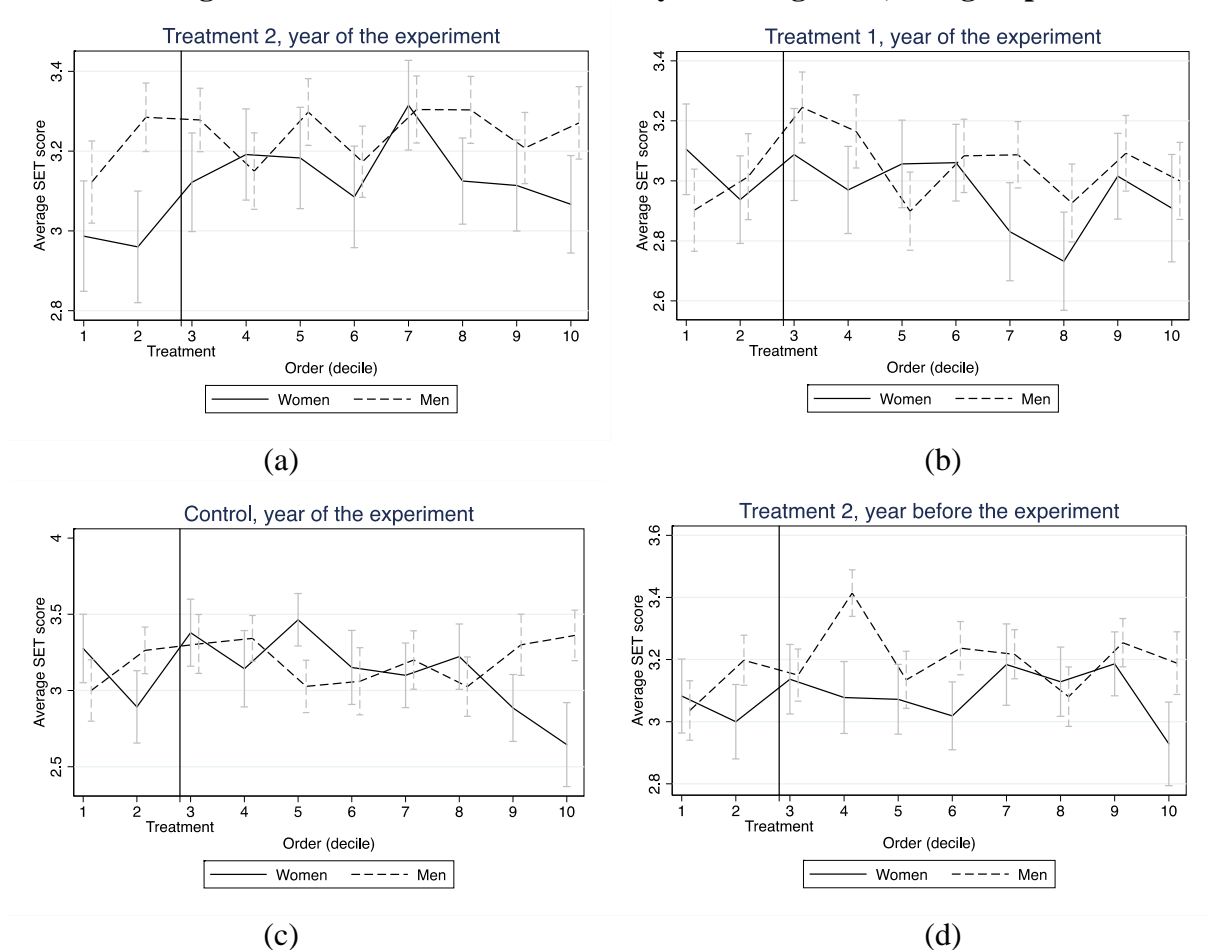 Treatment 2, year of the experiment
Average SET score
3.4
3.2
3
2.8
1 2 3 4 5 6 7 8 9 10
Treatment
Order (decile)
Women Men
(a)
Treatment 1, year of the experiment
Average SET score
3.4
3.2
3
2.8
2.6
1 2 3 4 5 6 7 8 9 10
Treatment
Order (decile)
Women Men
(b)
Control, year of the experiment
Average SET score
4
3.5
3
2.5
1 2 3 4 5 6 7 8 9 10
Treatment
Order (decile)
Women Men
(c)
Treatment 2, year before the experiment
Average SET score
3.6
3.4
3.2
3
2.8
1 2 3 4 5 6 7 8 9 10
Treatment
Order (decile)
Women Men
(d)